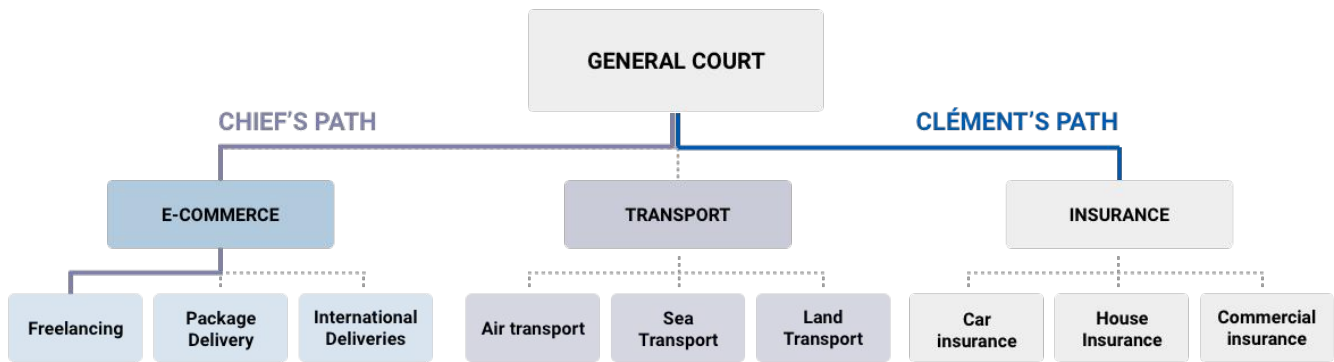 GENERAL COURT
CHIEF'S PATH
CLÉMENT'S PATH
E-COMMERCE
TRANSPORT
INSURANCE
Freelancing
Package
Delivery
International
Deliveries
Air transport
Sea
Transport
Land
Transport
Car
insurance
House
Insurance
Commercial
insurance